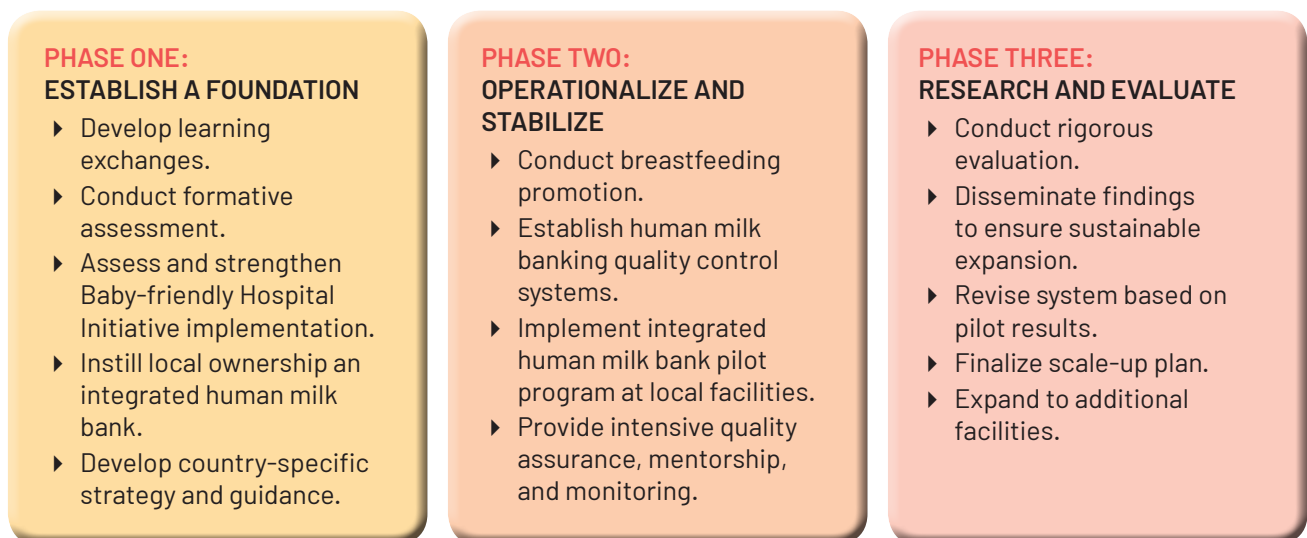 PHASE ONE:
ESTABLISH A FOUNDATION
Develop learning
exchanges.
Conduct formative
assessment.
Assess and strengthen
Baby-friendly Hospital
Initiative implementation.
Instill local ownership an
integrated human milk
bank.
Develop country-specific
strategy and guidance.
PHASE TWO:
OPERATIONALIZE AND
STABILIZE
Conduct breastfeeding
promotion.
Establish human milk
banking quality control
systems.
Implement integrated
human milk bank pilot
program at local facilities.
Provide intensive quality
assurance, mentorship,
and monitoring.
PHASE THREE:
RESEARCH AND EVALUATE
Conduct rigorous
evaluation.
Disseminate findings
to ensure sustainable
expansion.
Revise system based on
pilot results.
Finalize scale-up plan.
Expand to additional
facilities.